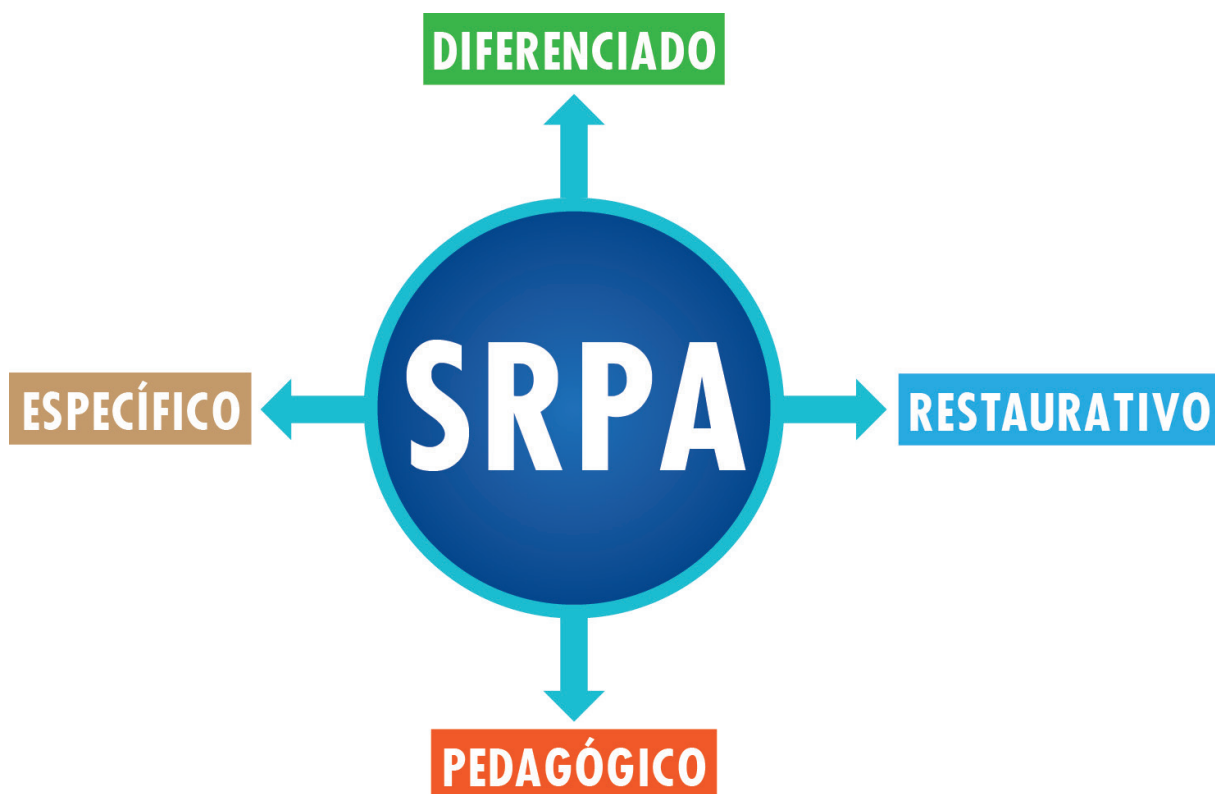 DIFERENCIADO
ESPECÍFICO
SRPA
RESTAURATIVO
PEDAGÓGICO